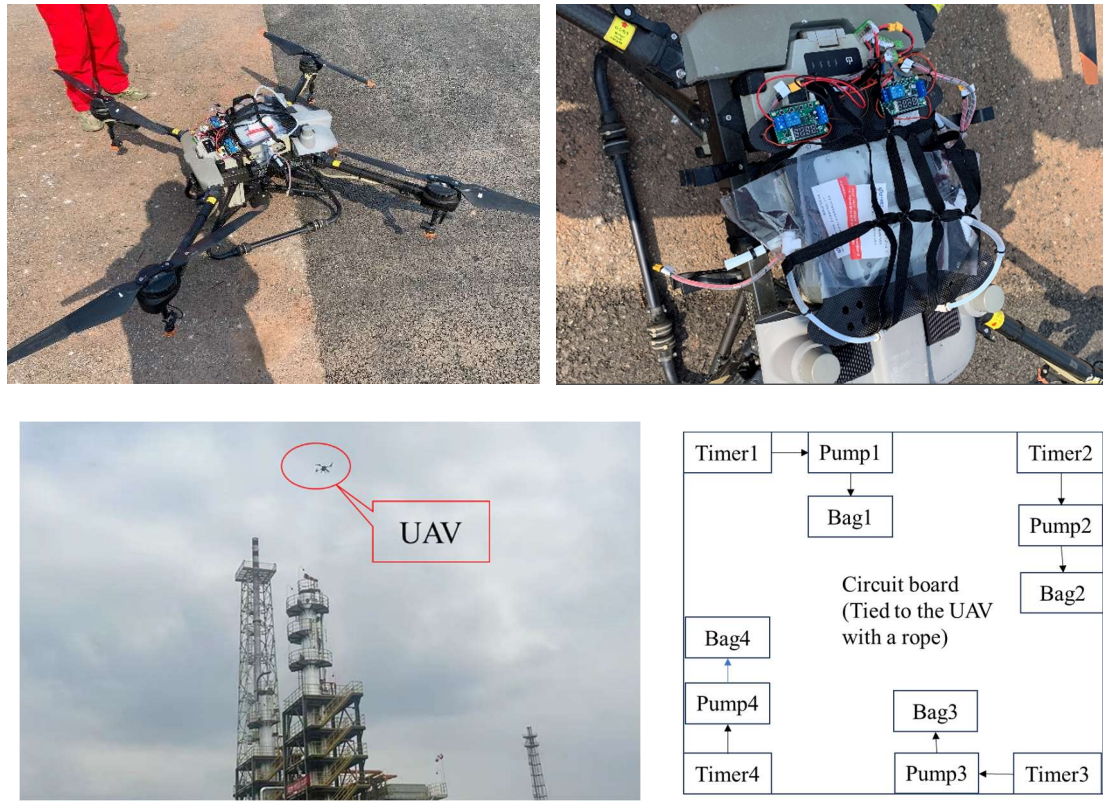 UAV
Timer1
Pump1
Timer2
Bag1
Pump2
Circuit board
(Tied to the UAV
with a rope)
Bag2
Bag4
Pump4
Bag3
Timer4
Pump3
Timer3